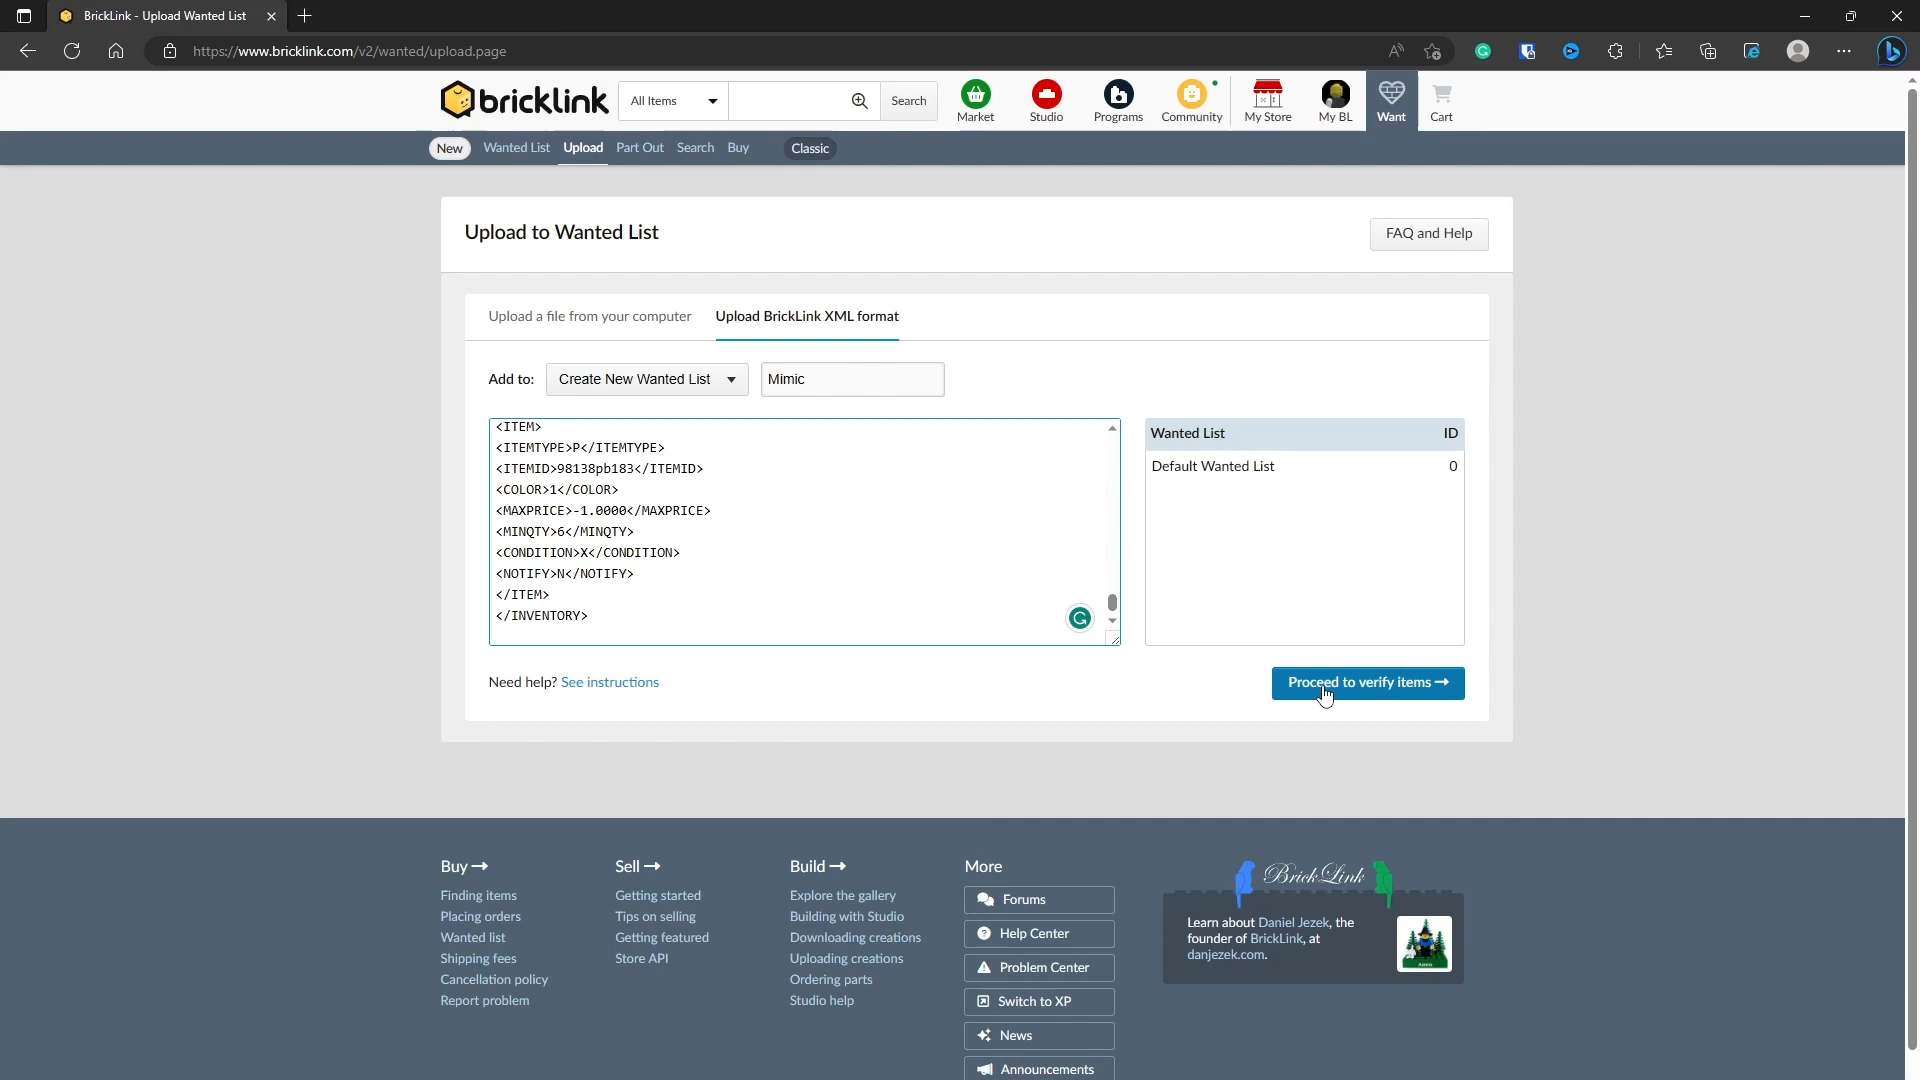 BrickLink - Upload Wanted List
https://www.bricklink.com/v2/wanted/upload.page
bricklink
All Items
Search
Market
Studio
Programs
Community
My Store
My BL
Want
Cart
New
Wanted List
Upload
Part Out
Search
Buy
Classic
Upload to Wanted List
FAQ and Help
Upload a file from your computer
Upload BrickLink XML format
Add to:
Create New Wanted List
Mimic
<ITEM>
<ITEMTYPE>P</ITEMTYPE>
<ITEMID>98138pb183</ITEMID>
<COLOR>1</COLOR>
<MAXPRICE>-1.0000</MAXPRICE>
<MINQTY>6</MINQTY>
<CONDITION>X</CONDITION>
<NOTIFY>N</NOTIFY>
</ITEM>
</INVENTORY>
Wanted List ID
Default Wanted List 0
Need help? See instructions
Proceed to verify items →
Buy →
Finding items
Placing orders
Wanted list
Shipping fees
Cancellation policy
Report problem
Sell →
Getting started
Tips on selling
Getting featured
Store API
Build →
Explore the gallery
Building with Studio
Downloading creations
Uploading creations
Ordering parts
Studio help
More
Forums
Help Center
Problem Center
Switch to XP
News
Announcements
BrickLink
Learn about Daniel Jezek, the
founder of BrickLink, at
danjezek.com.